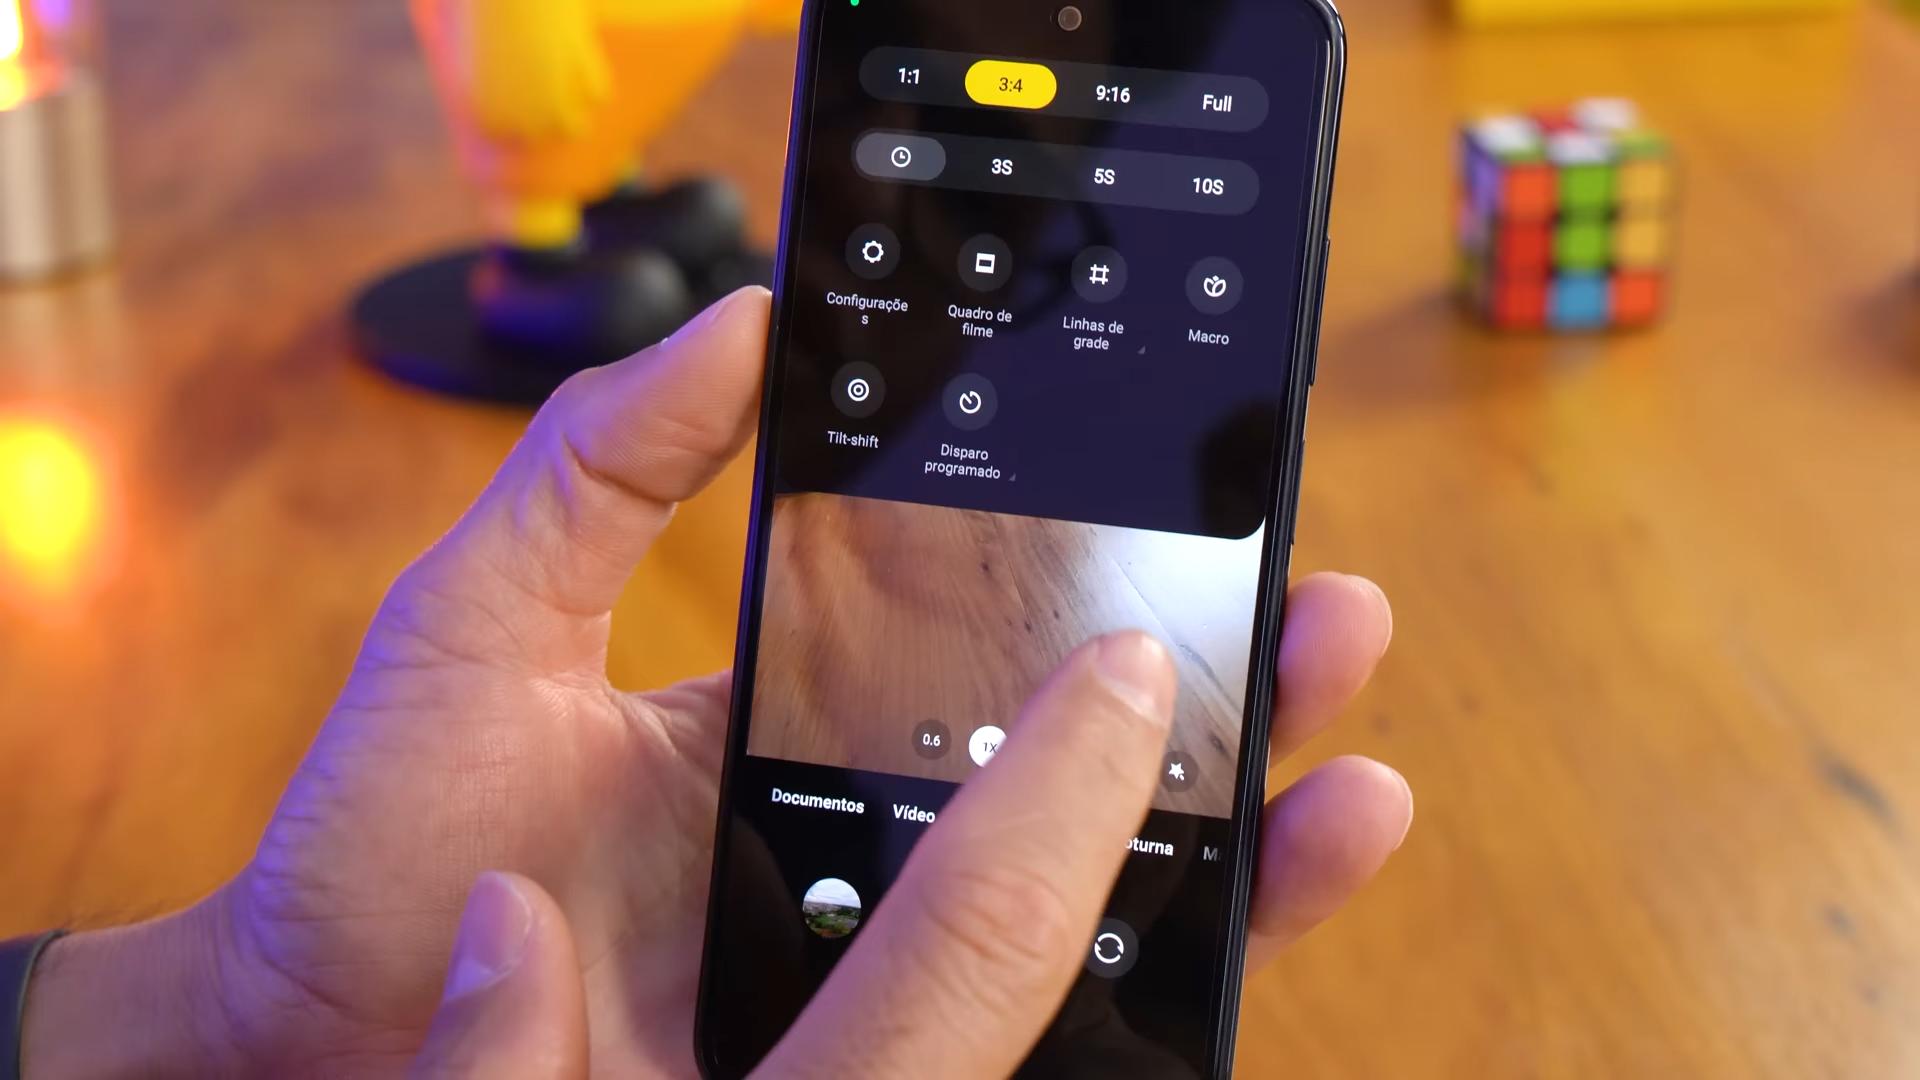 1:1 3:4 9:16 Full
3S 5S 10S
Configuraçõe
s
Quadro de
filme
Linhas de
grade
Macro
Tilt-shift
Disparo
programado
0.6 1X
Documentos Vídeo